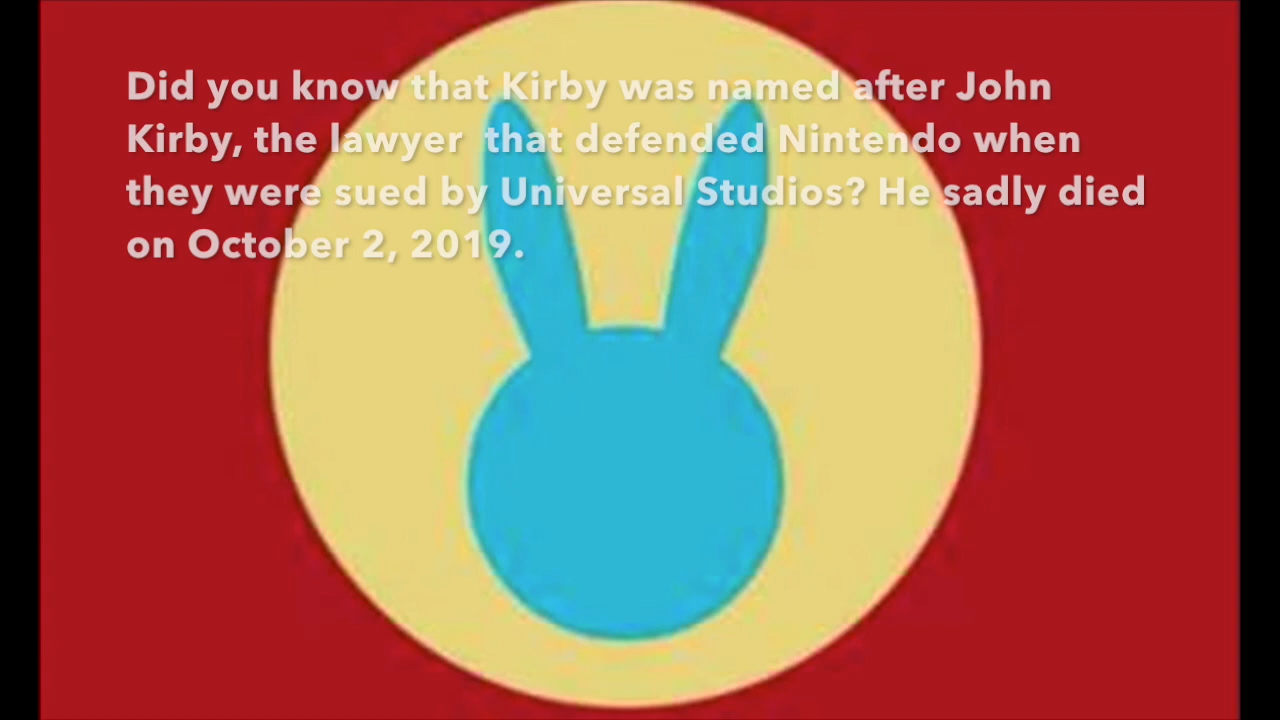 Did you know that Kirby was named after John
Kirby, the lawyer  that defended Nintendo when
they were sued by Universal Studios? He sadly died
on October 2, 2019.